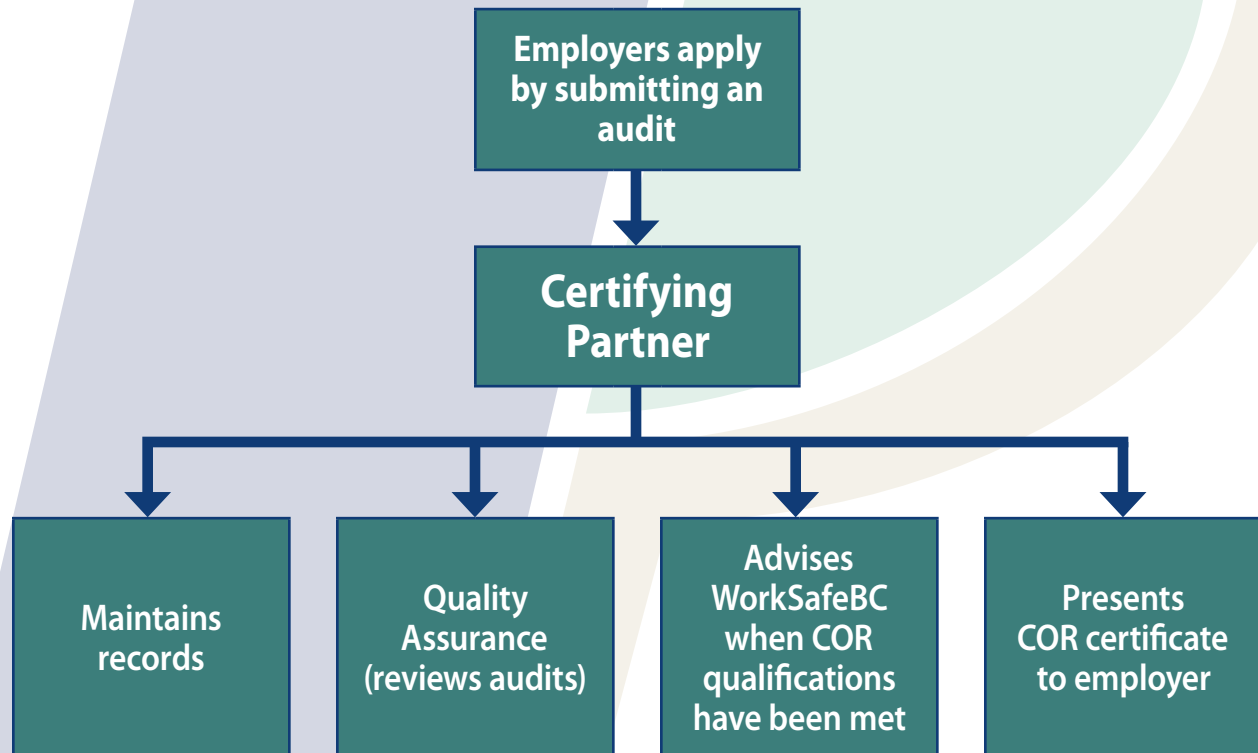 Employers apply
by submitting an
audit
Certifying
Partner
Maintains
records
Quality
Assurance
(reviews audits)
Advises
WorkSafeBC
when COR
qualifications
have been met
Presents
COR certificate
to employer